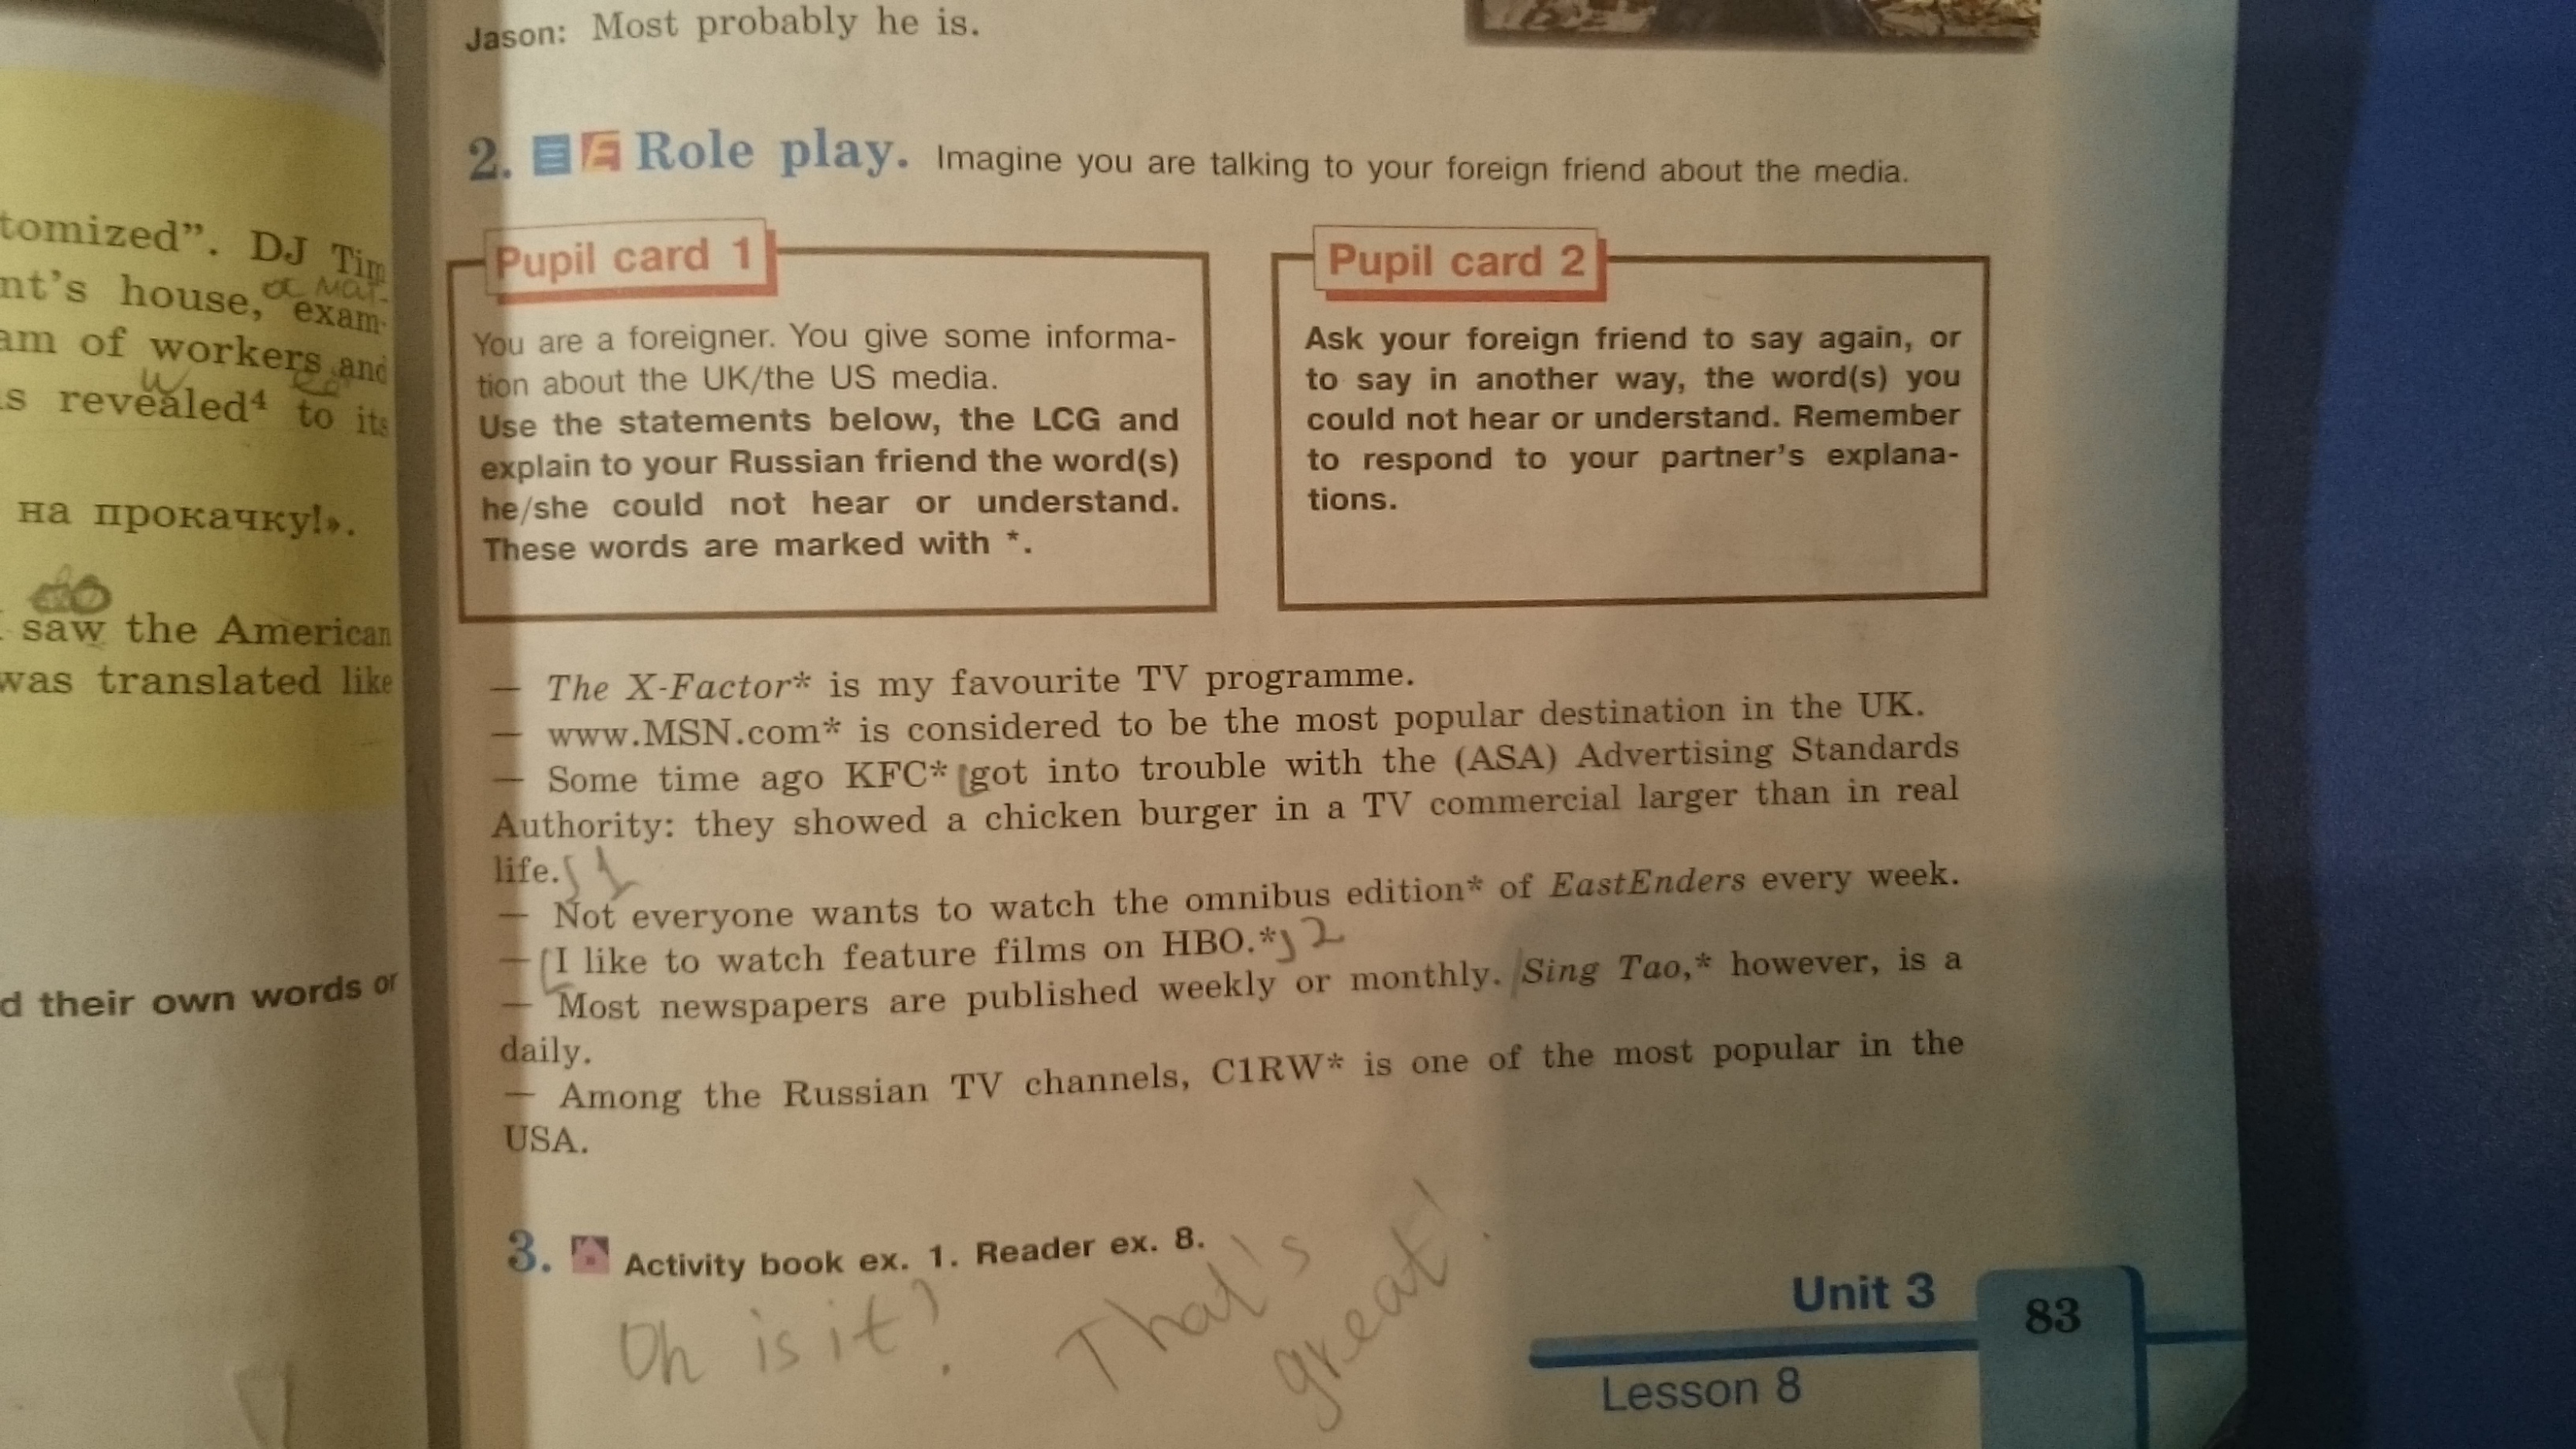 tomized”. DJ Tim
nt’s house, exam-
am of workers and
s revealed⁴ to its
на прокачку!».
saw the American
was translated like
d their own words or
Jason: Most probably he is.
2. Role play. Imagine you are talking to your foreign friend about the media.
Pupil card 1
You are a foreigner. You give some informa-
tion about the UK/the US media.
Use the statements below, the LCG and
explain to your Russian friend the word(s)
he/she could not hear or understand.
These words are marked with *.
Pupil card 2
Ask your foreign friend to say again, or
to say in another way, the word(s) you
could not hear or understand. Remember
to respond to your partner’s explana-
tions.
— The X-Factor* is my favourite TV programme.
— www.MSN.com* is considered to be the most popular destination in the UK.
— Some time ago KFC* [got into trouble with the (ASA) Advertising Standards
Authority: they showed a chicken burger in a TV commercial larger than in real
life.] 1
— Not everyone wants to watch the omnibus edition* of EastEnders every week.
— [I like to watch feature films on HBO.*] 2
— Most newspapers are published weekly or monthly. Sing Tao,* however, is a
daily.
— Among the Russian TV channels, C1RW* is one of the most popular in the
USA.
3. Activity book ex. 1. Reader ex. 8.
Oh is it?
That's
great!
Unit 3
83
Lesson 8